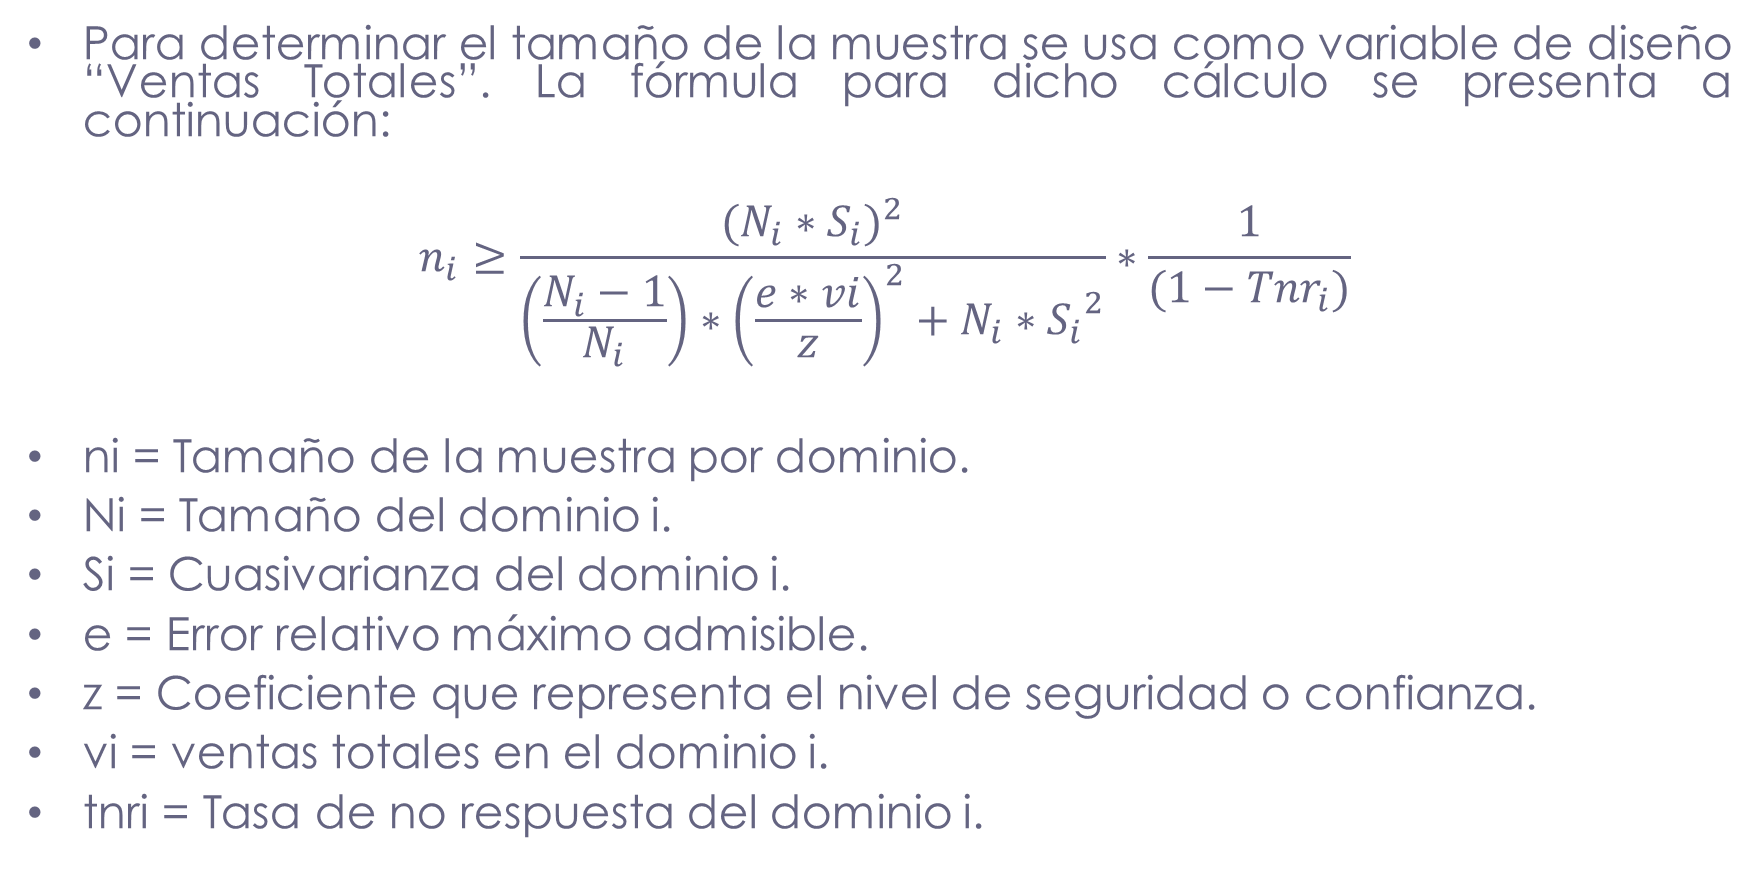 • Para determinar el tamaño de la muestra se usa como variable de diseño
“Ventas Totales”. La fórmula para dicho cálculo se presenta a
continuación:
n_i ≥ (N_i ∗ S_i)^2 / (((N_i − 1) / N_i) ∗ ((e ∗ vi) / z)^2 + N_i ∗ S_i^2) ∗ 1 / (1 − Tnr_i)
• ni = Tamaño de la muestra por dominio.
• Ni = Tamaño del dominio i.
• Si = Cuasivarianza del dominio i.
• e = Error relativo máximo admisible.
• z = Coeficiente que representa el nivel de seguridad o confianza.
• vi = ventas totales en el dominio i.
• tnri = Tasa de no respuesta del dominio i.